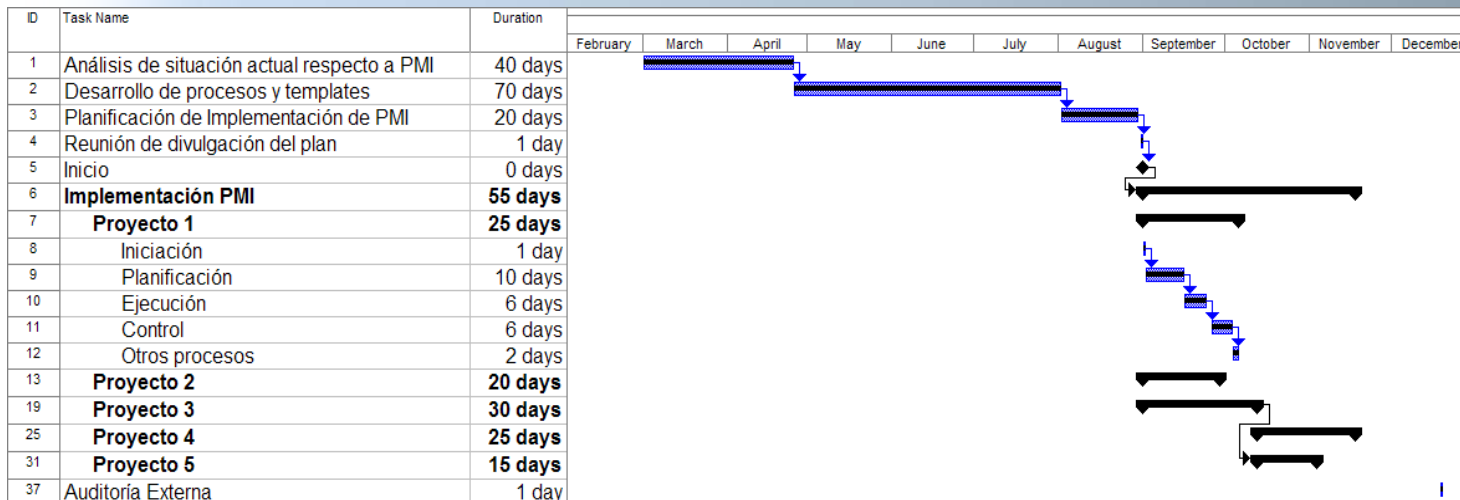 ID Task Name Duration
February March April May June July August September October November December
1 Análisis de situación actual respecto a PMI 40 days
2 Desarrollo de procesos y templates 70 days
3 Planificación de Implementación de PMI 20 days
4 Reunión de divulgación del plan 1 day
5 Inicio 0 days
6 Implementación PMI 55 days
7 Proyecto 1 25 days
8 Iniciación 1 day
9 Planificación 10 days
10 Ejecución 6 days
11 Control 6 days
12 Otros procesos 2 days
13 Proyecto 2 20 days
19 Proyecto 3 30 days
25 Proyecto 4 25 days
31 Proyecto 5 15 days
37 Auditoría Externa 1 day